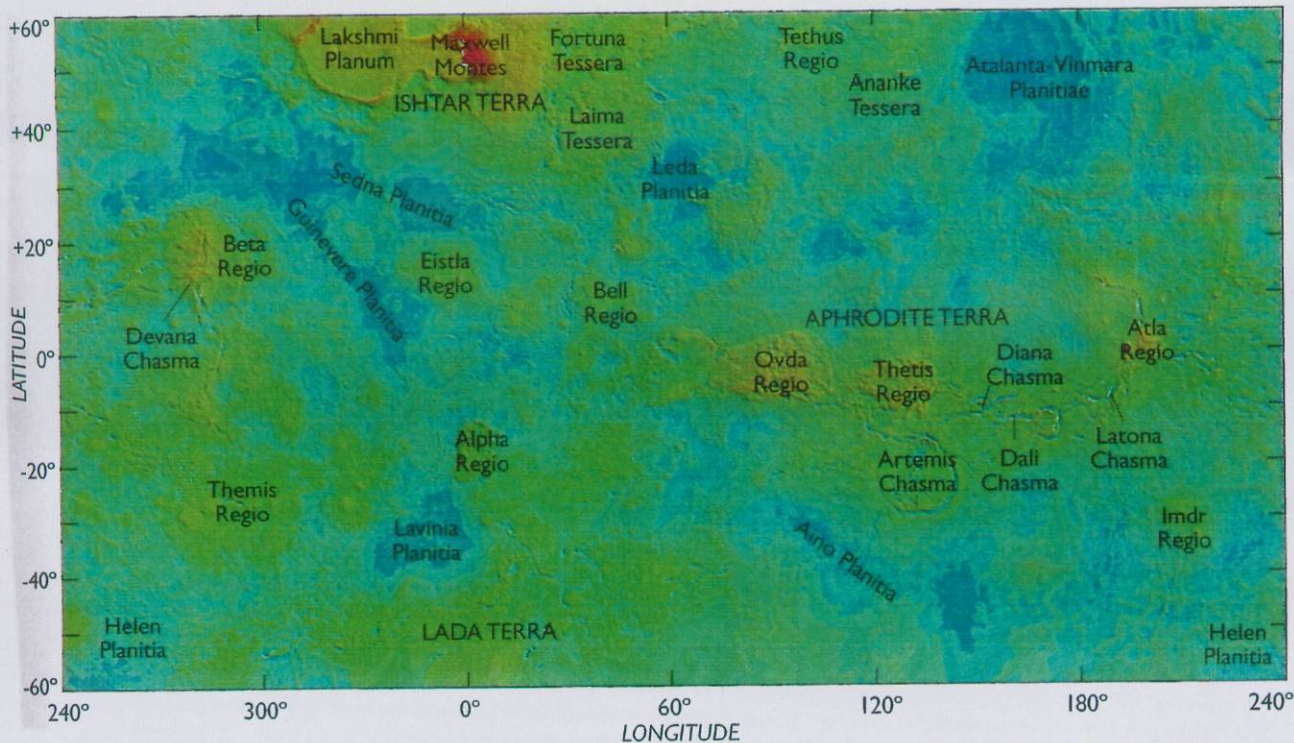 +60°
+40°
+20°
0°
-20°
-40°
-60°
LATITUDE
Lakshmi
Planum
Maxwell
Montes
Fortuna
Tessera
Tethus
Regio
Atalanta-Vinmara
Planitiae
Ananke
Tessera
ISHTAR TERRA
Laima
Tessera
Leda
Planitia
Sedna Planitia
Guinevere Planitia
Beta
Regio
Eistla
Regio
Bell
Regio
Devana
Chasma
APHRODITE TERRA
Ovda
Regio
Thetis
Regio
Diana
Chasma
Atla
Regio
Alpha
Regio
Artemis
Chasma
Dali
Chasma
Latona
Chasma
Themis
Regio
Lavinia
Planitia
Aino Planitia
Imdr
Regio
Helen
Planitia
LADA TERRA
Helen
Planitia
240°
300°
0°
60°
120°
180°
240°
LONGITUDE